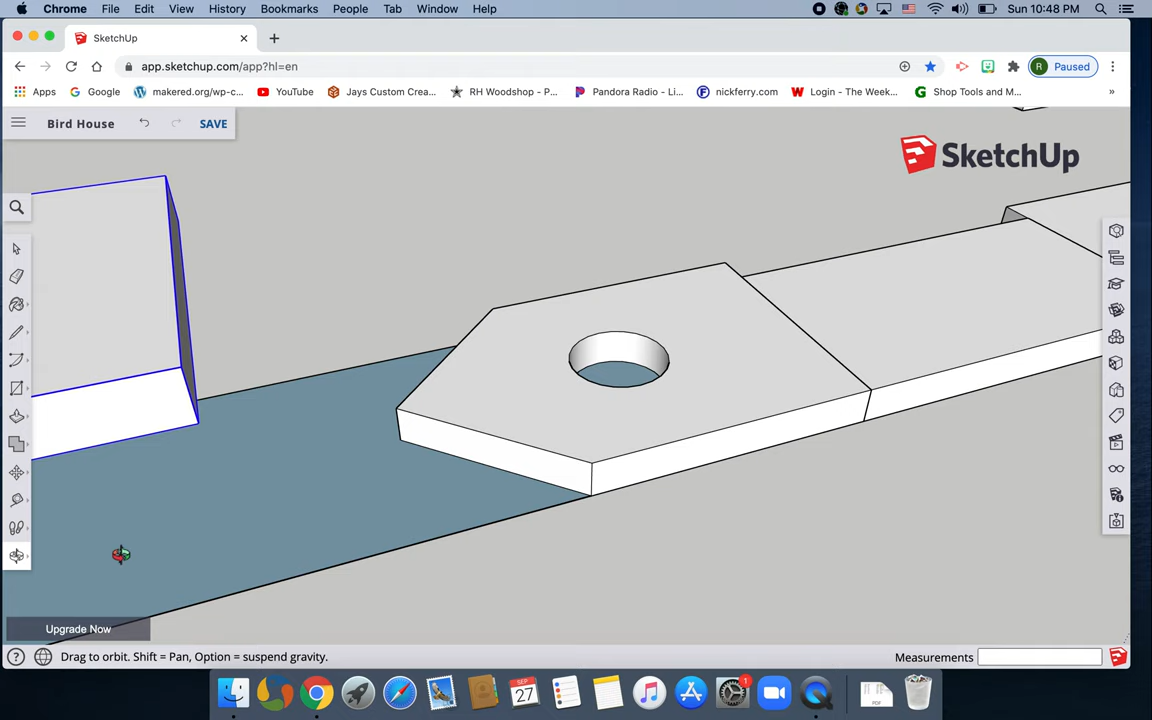 Chrome File Edit View History Bookmarks People Tab Window Help Sun 10:48 PM
SketchUp
app.sketchup.com/app?hl=en R Paused
Apps Google makered.org/wp-c... YouTube Jays Custom Crea... RH Woodshop - P... Pandora Radio - Li... nickferry.com Login - The Week... Shop Tools and M... »
Bird House SAVE
SketchUp
Upgrade Now
Drag to orbit. Shift = Pan, Option = suspend gravity. Measurements
SEP
27
1
PDF